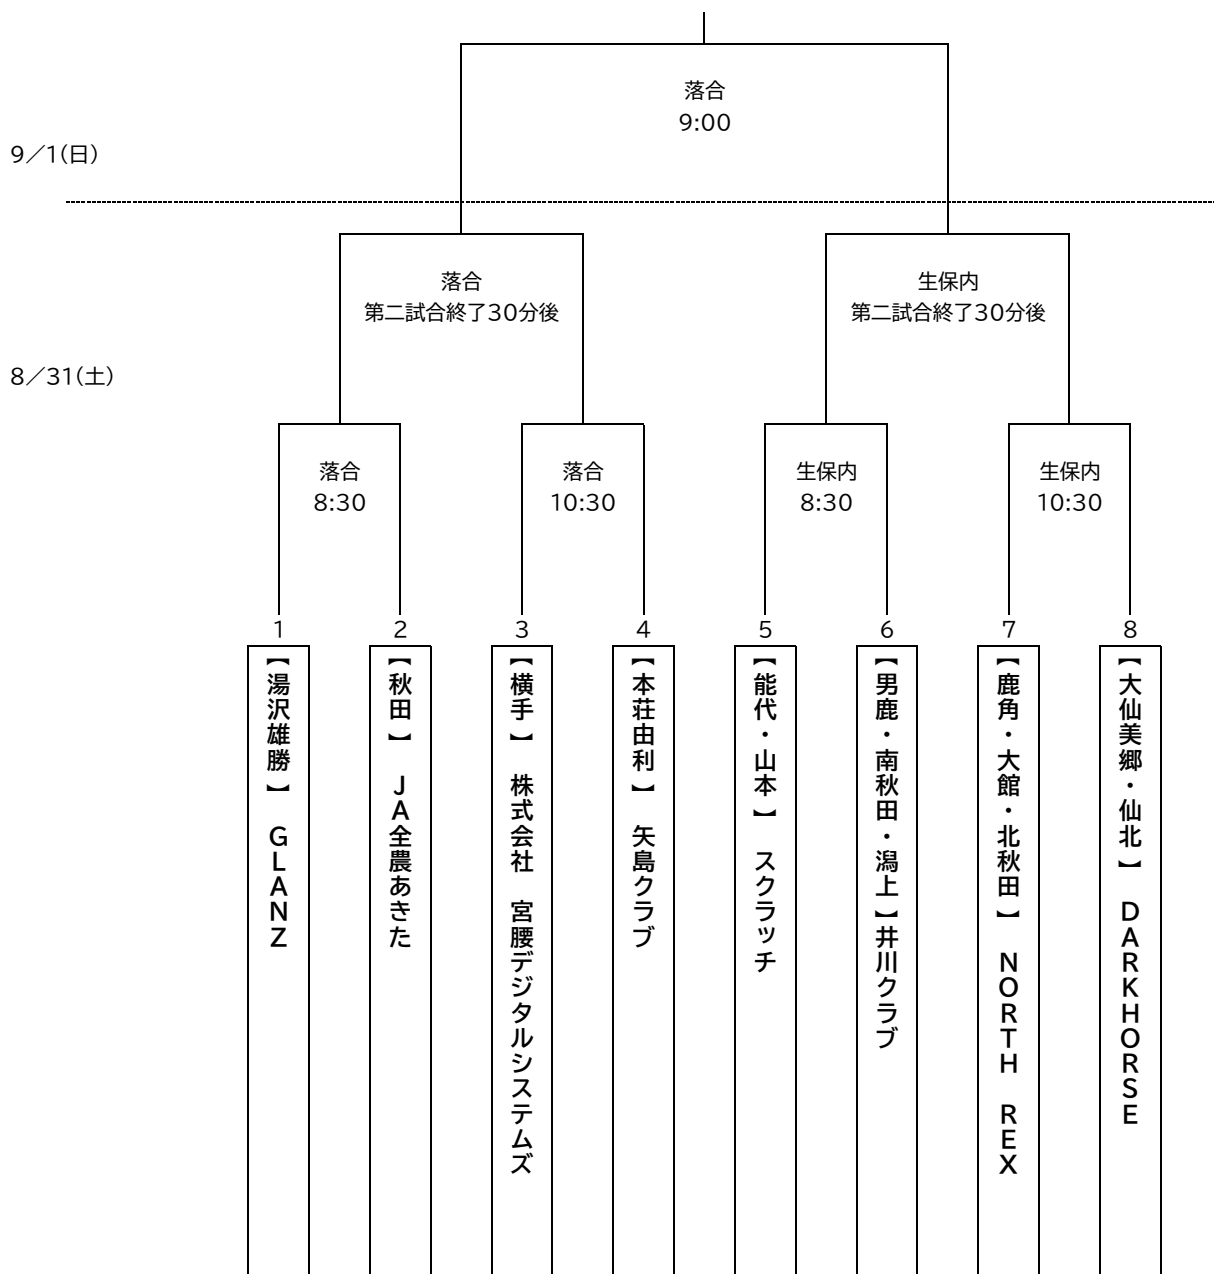 落合
9:00
9／1(日)
落合
第二試合終了30分後
生保内
第二試合終了30分後
8／31(土)
落合
8:30
落合
10:30
生保内
8:30
生保内
10:30
1
2
3
4
5
6
7
8
【湯沢雄勝】　ＧＬＡＮＺ
【秋田】　ＪＡ全農あきた
【横手】　株式会社　宮腰デジタルシステムズ
【本荘由利】　矢島クラブ
【能代・山本】　スクラッチ
【男鹿・南秋田・潟上】井川クラブ
【鹿角・大館・北秋田】　ＮＯＲＴＨ　ＲＥＸ
【大仙美郷・仙北】　ＤＡＲＫＨＯＲＳＥ